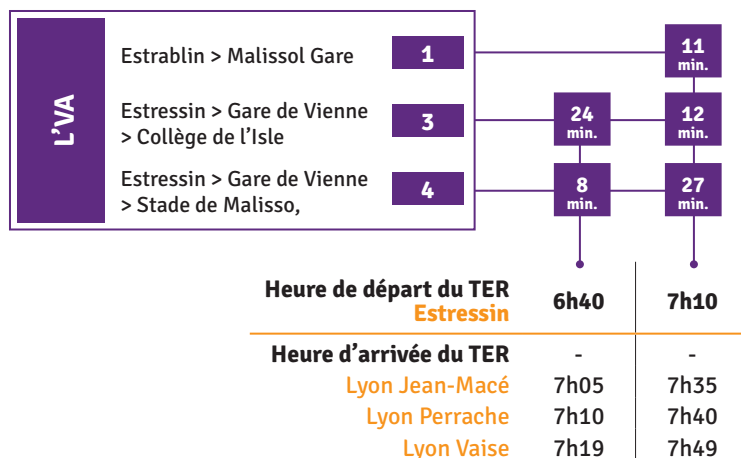 L'VA
Estrablin > Malissol Gare 1 11 min.
Estressin > Gare de Vienne
> Collège de l'Isle 3 24 min. 12 min.
Estressin > Gare de Vienne
> Stade de Malisso, 4 8 min. 27 min.
Heure de départ du TER 6h40 7h10
Estressin
Heure d'arrivée du TER - -
Lyon Jean-Macé 7h05 7h35
Lyon Perrache 7h10 7h40
Lyon Vaise 7h19 7h49